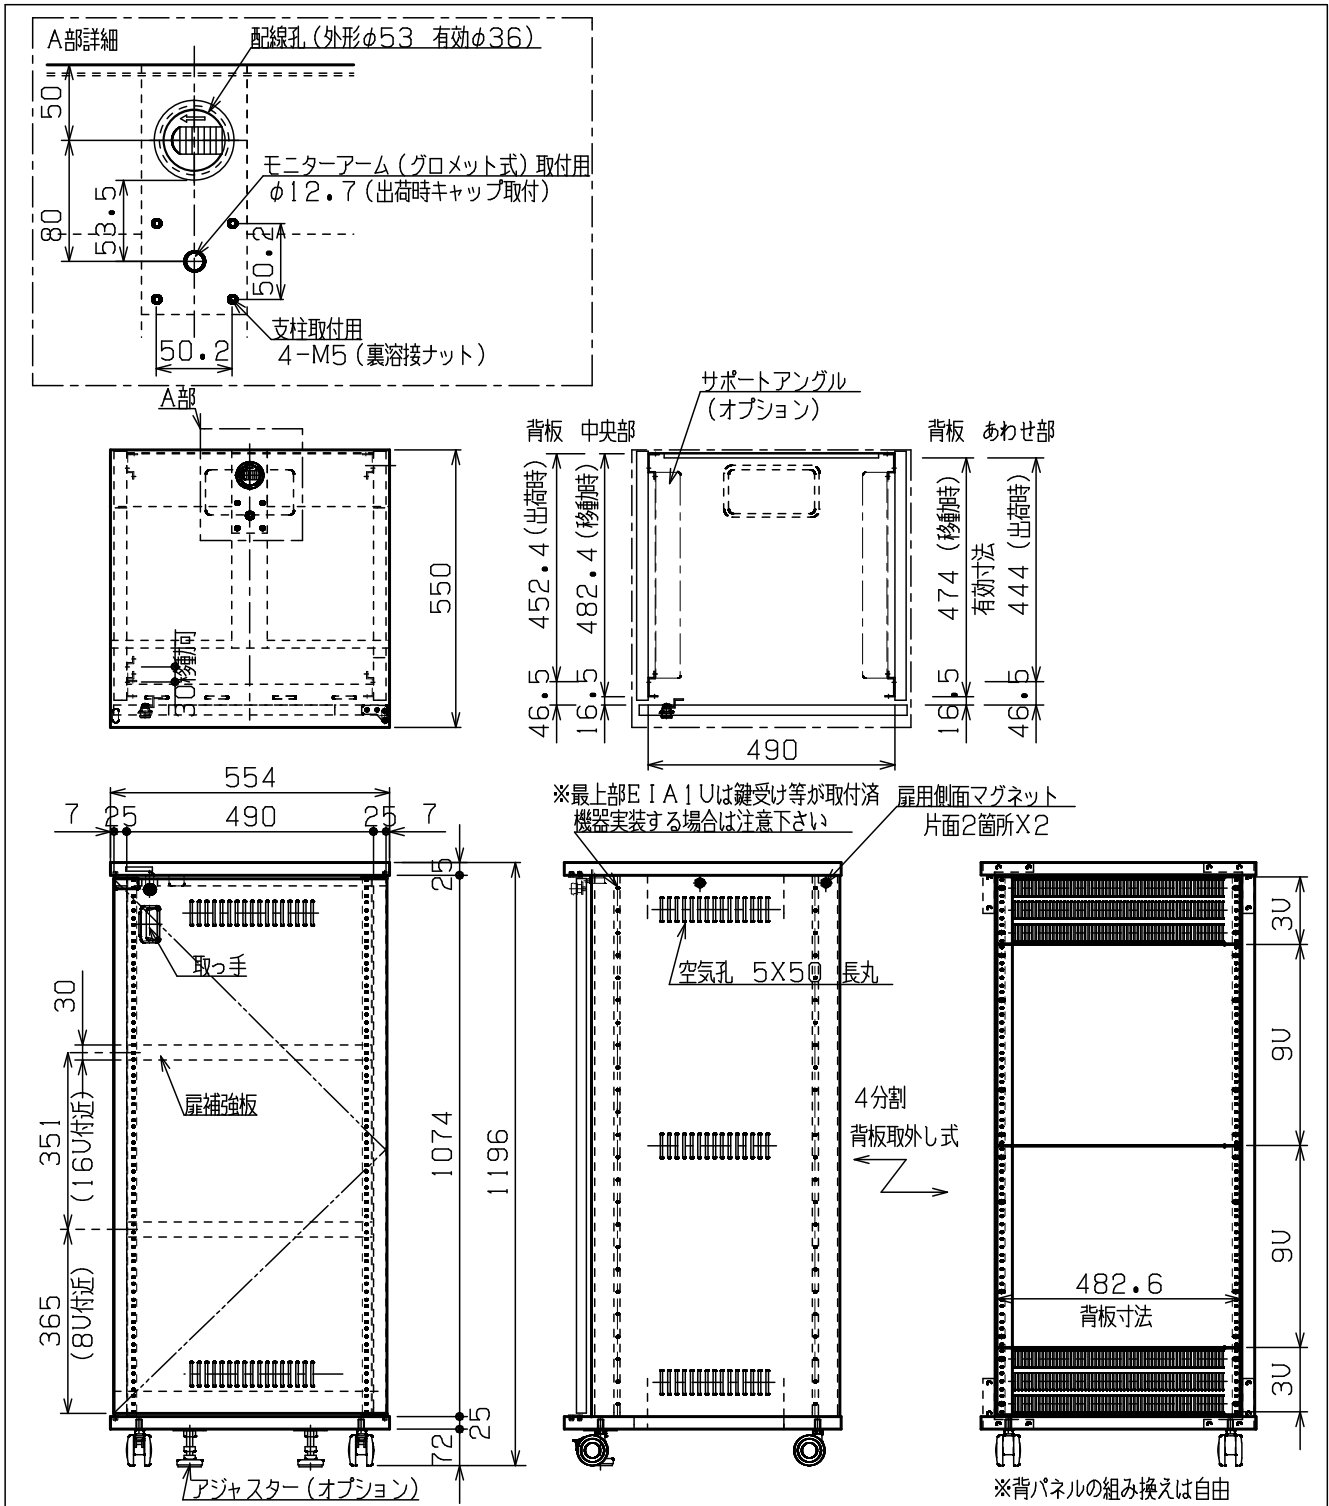 A部詳細
配線孔(外形φ53 有効φ36)
50
80
53.5
モニターアーム(グロメット式)取付用
φ12.7(出荷時キャップ取付)
50.2
50.2
支柱取付用
4-M5(裏溶接ナット)
A部
550
30移動可
サポートアングル
(オプション)
背板 中央部
背板 あわせ部
452.4(出荷時)
482.4(移動時)
474(移動時)
有効寸法
444(出荷時)
46.5
16.5
16.5
46.5
490
554
7
25
490
25
7
※最上部EIA1Uは鍵受け等が取付済
機器実装する場合は注意下さい
扉用側面マグネット
片面2箇所X2
25
取っ手
空気孔 5X50 長丸
30
扉補強板
351
(16U付近)
365
(8U付近)
1074
1196
25
72
アジャスター(オプション)
4分割
背板取外し式
3U
9U
9U
3U
482.6
背板寸法
※背パネルの組み換えは自由